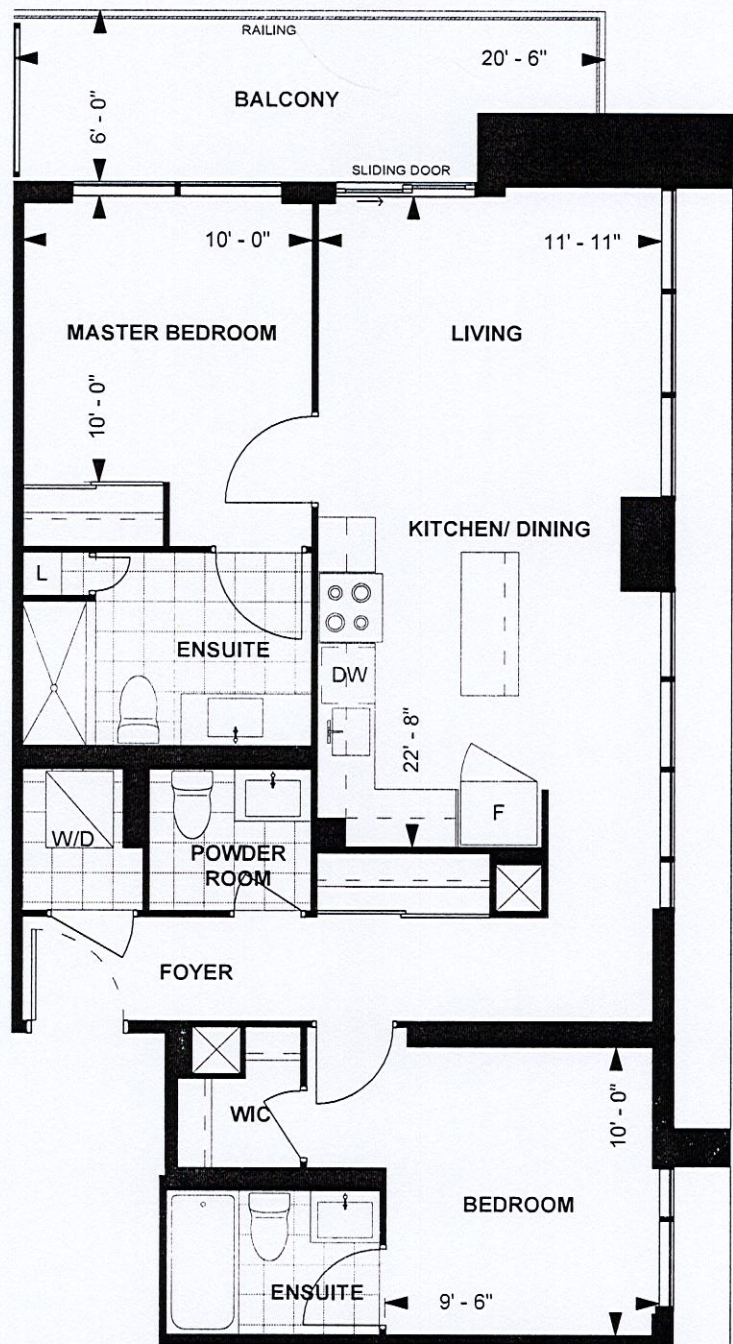 RAILING
20' - 6"
BALCONY
6' - 0"
SLIDING DOOR
10' - 0"
11' - 11"
MASTER BEDROOM
LIVING
10' - 0"
KITCHEN/ DINING
L
ENSUITE
DW
22' - 8"
F
W/D
POWDER
ROOM
FOYER
WIC
10' - 0"
BEDROOM
ENSUITE
9' - 6"